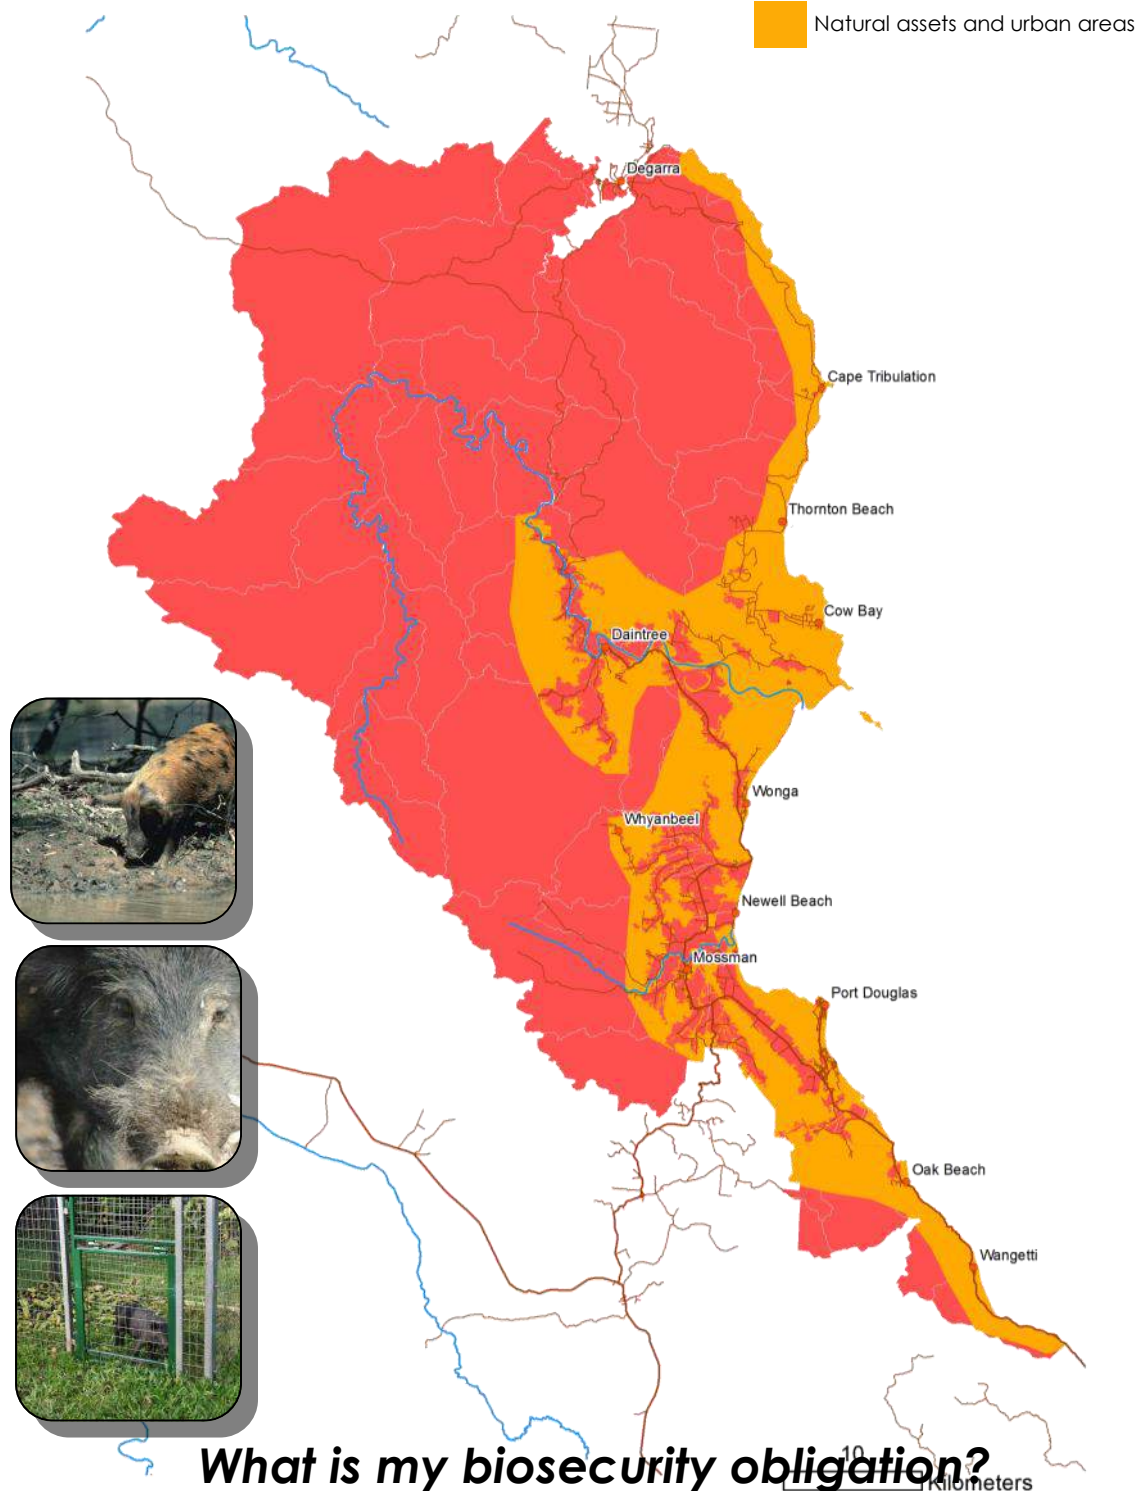 Natural assets and urban areas
Degarra
Cape Tribulation
Thornton Beach
Cow Bay
Daintree
Wonga
Whyanbeel
Newell Beach
Mossman
Port Douglas
Oak Beach
Wangetti
10
What is my biosecurity obligation?
Kilometers